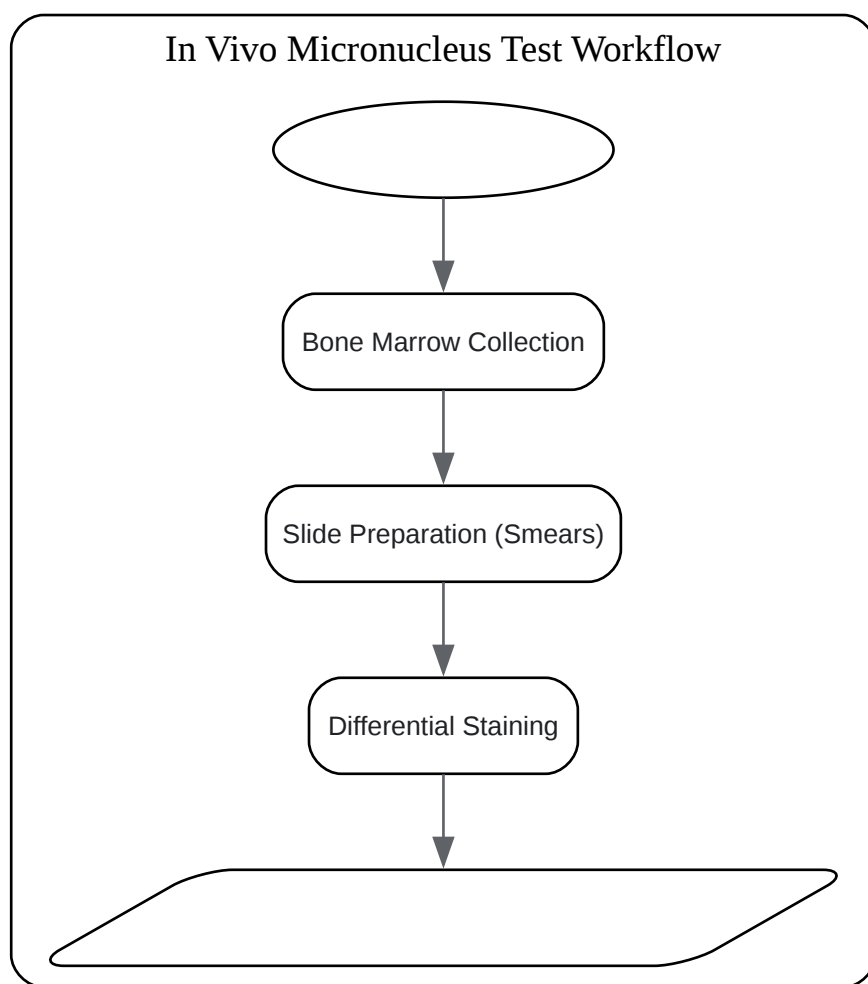 In Vivo Micronucleus Test Workflow
Bone Marrow Collection
Slide Preparation (Smears)
Differential Staining